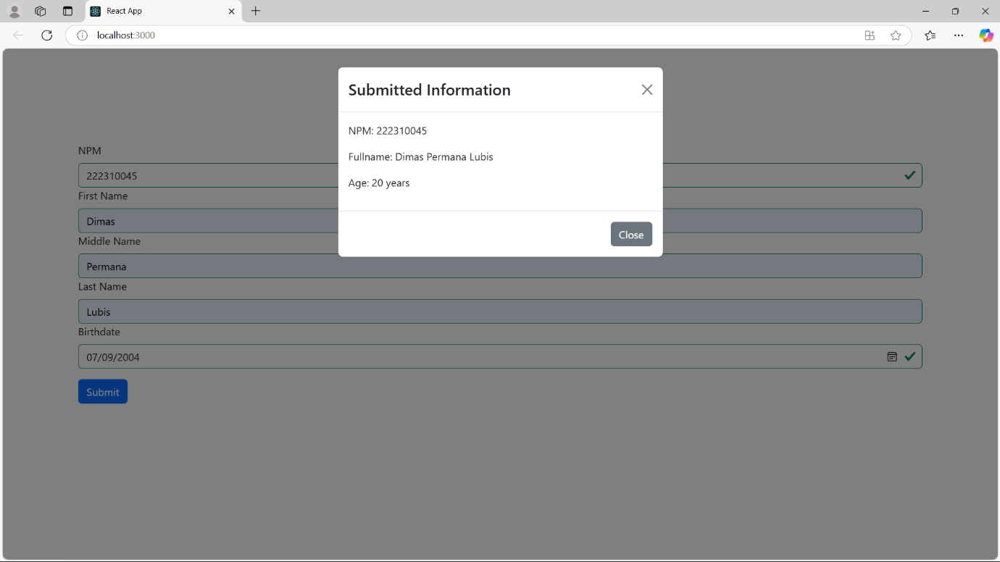 React App
localhost:3000
Submitted Information
NPM: 222310045
Fullname: Dimas Permana Lubis
Age: 20 years
Close
NPM
222310045
First Name
Dimas
Middle Name
Permana
Last Name
Lubis
Birthdate
07/09/2004
Submit